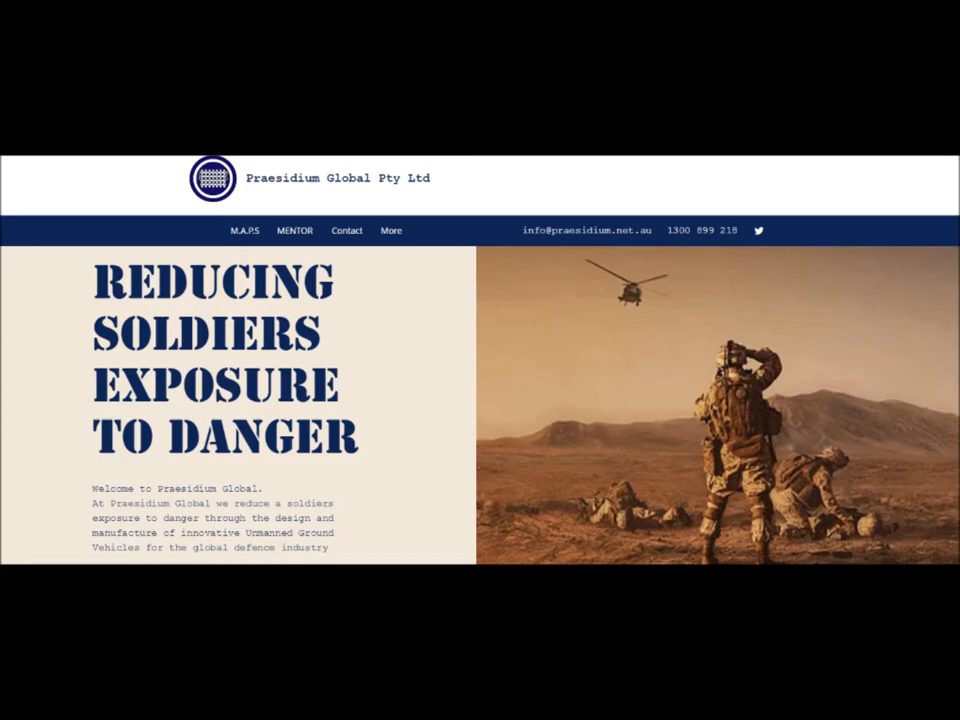 Praesidium Global Pty Ltd
M.A.P.S MENTOR Contact More info@praesidium.net.au 1300 899 218
REDUCING
SOLDIERS
EXPOSURE
TO DANGER
Welcome to Praesidium Global.
At Praesidium Global we reduce a soldiers
exposure to danger through the design and
manufacture of innovative Unmanned Ground
Vehicles for the global defence industry